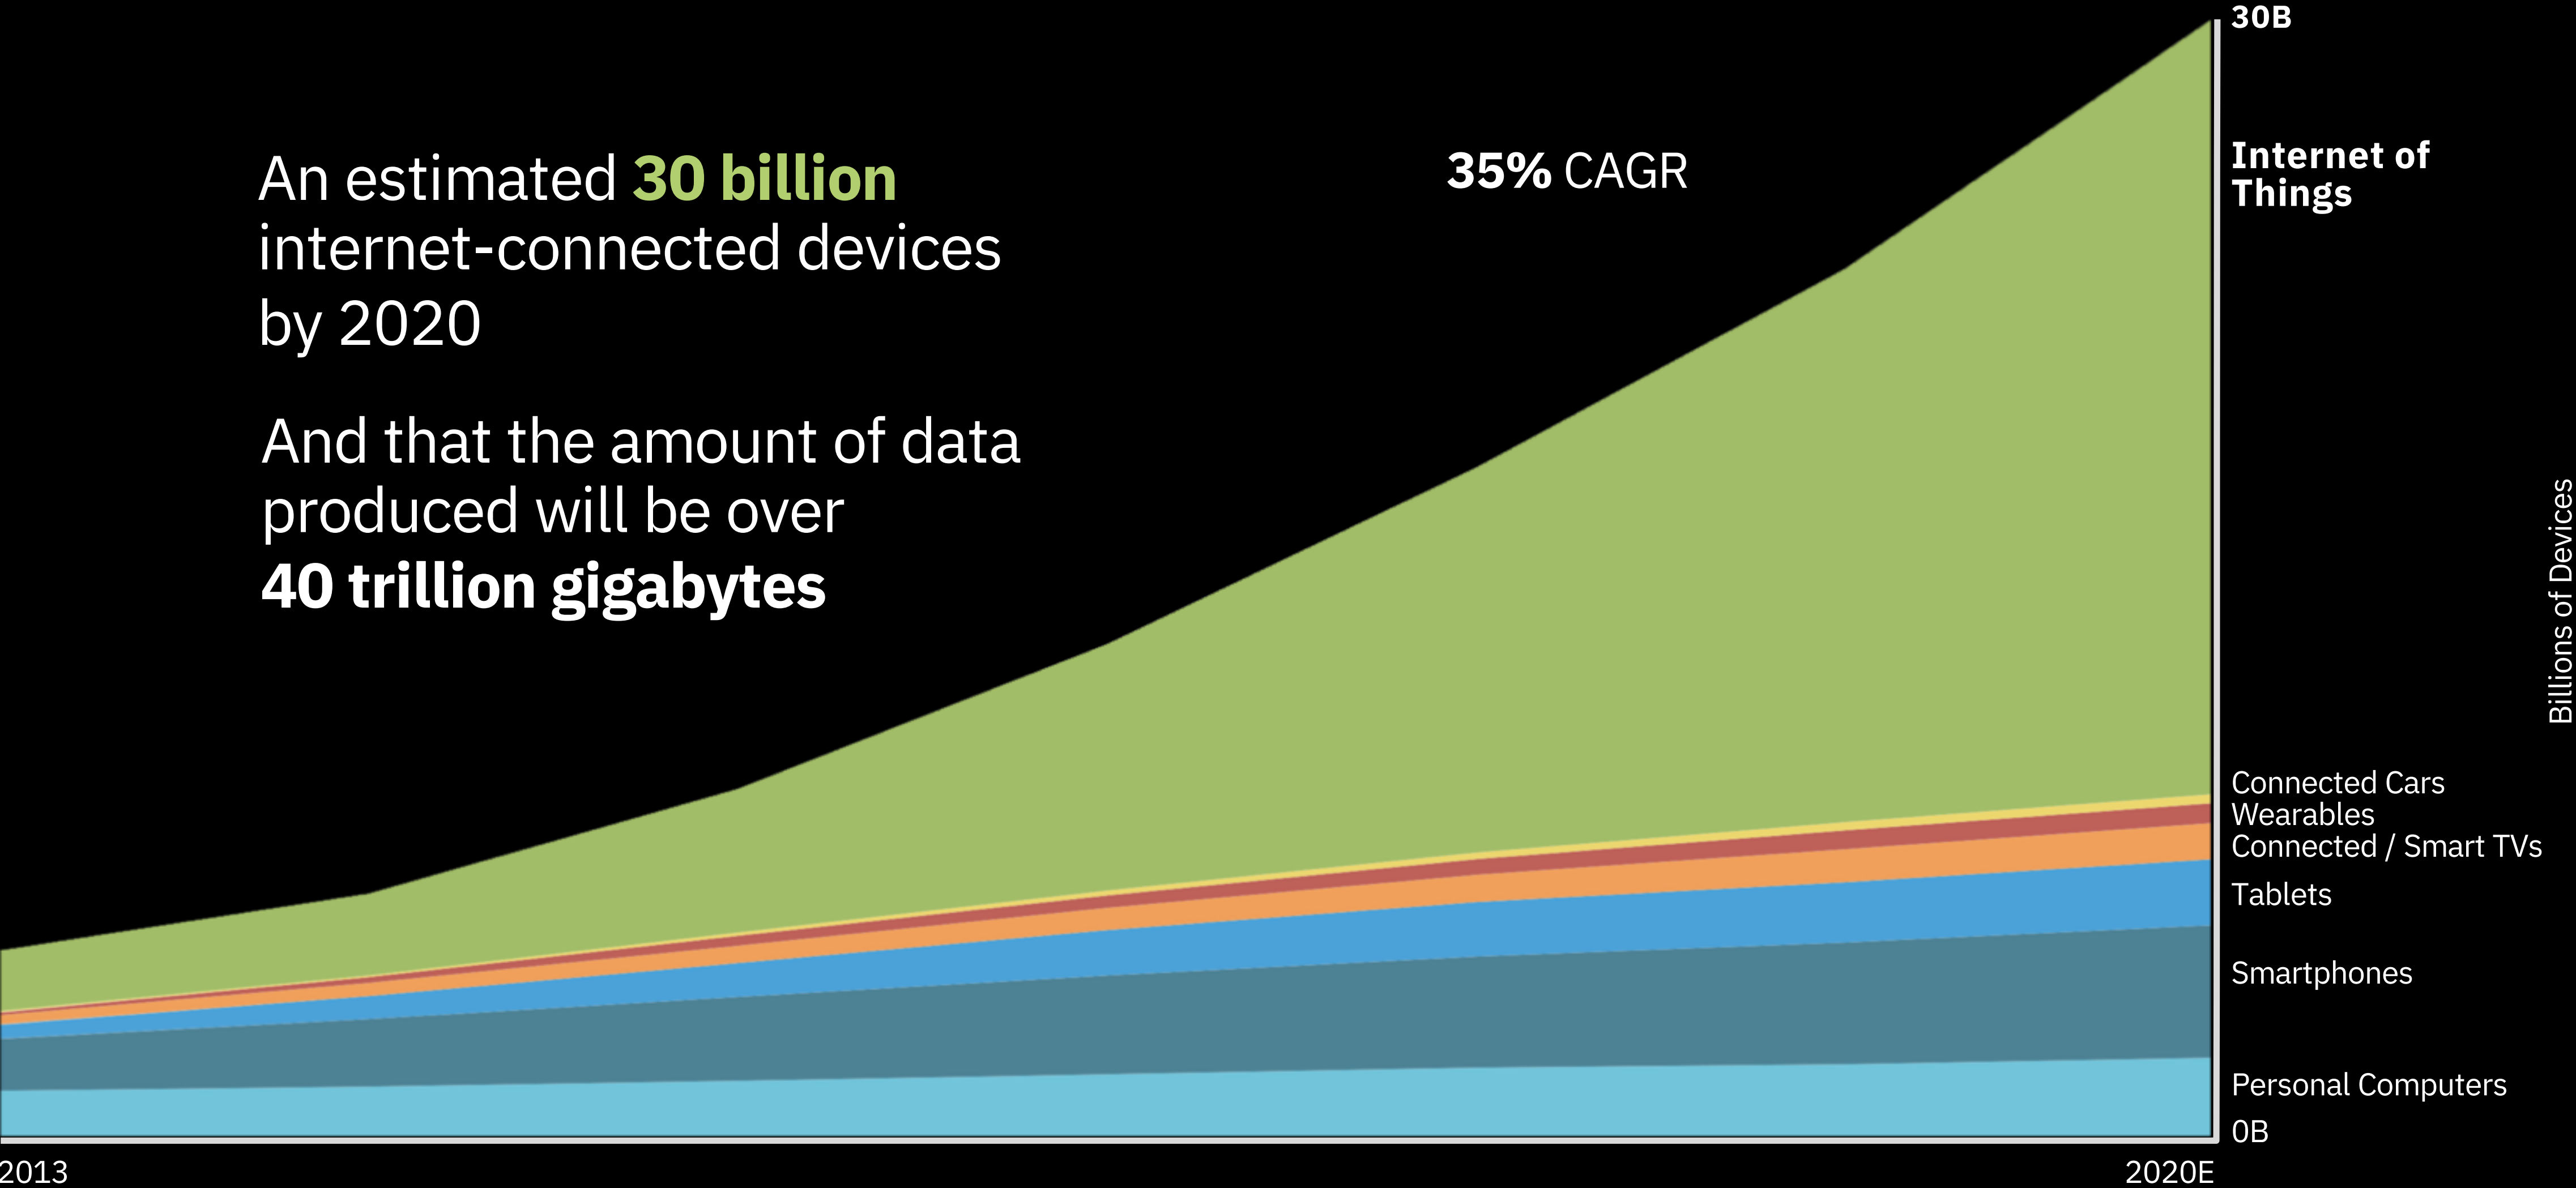 An estimated 30 billion
internet-connected devices
by 2020
And that the amount of data
produced will be over
40 trillion gigabytes
35% CAGR
30B
Internet of
Things
Billions of Devices
Connected Cars
Wearables
Connected / Smart TVs
Tablets
Smartphones
Personal Computers
0B
2013
2020E